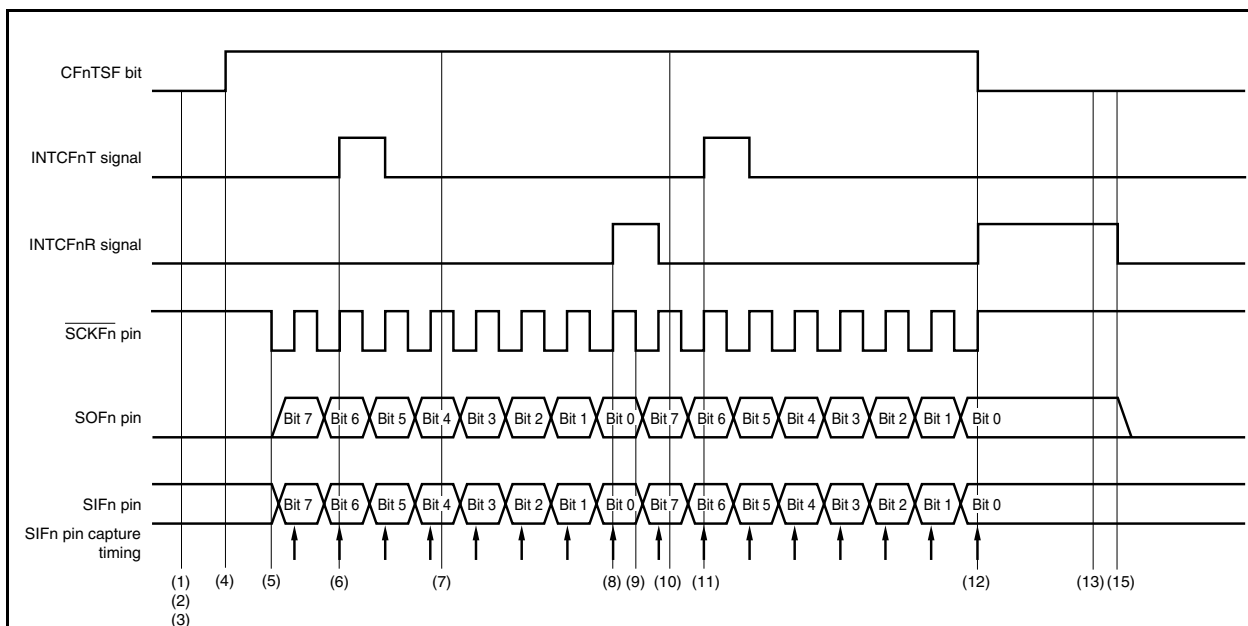 CFnTSF bit
INTCFnT signal
INTCFnR signal
SCKFn pin
SOFn pin
Bit 7 Bit 6 Bit 5 Bit 4 Bit 3 Bit 2 Bit 1 Bit 0 Bit 7 Bit 6 Bit 5 Bit 4 Bit 3 Bit 2 Bit 1 Bit 0
SIFn pin
Bit 7 Bit 6 Bit 5 Bit 4 Bit 3 Bit 2 Bit 1 Bit 0 Bit 7 Bit 6 Bit 5 Bit 4 Bit 3 Bit 2 Bit 1 Bit 0
SIFn pin capture
timing
(1) (4) (5) (6) (7) (8) (9) (10) (11) (12) (13) (15)
(2)
(3)